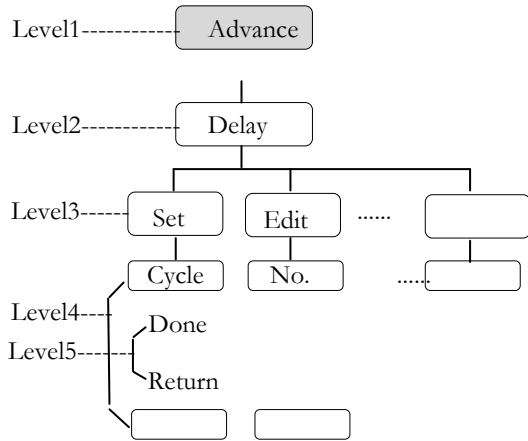 Level1 Advance
Level2 Delay
Level3 Set Edit ......
Cycle No. ......
Level4
Done
Level5
Return